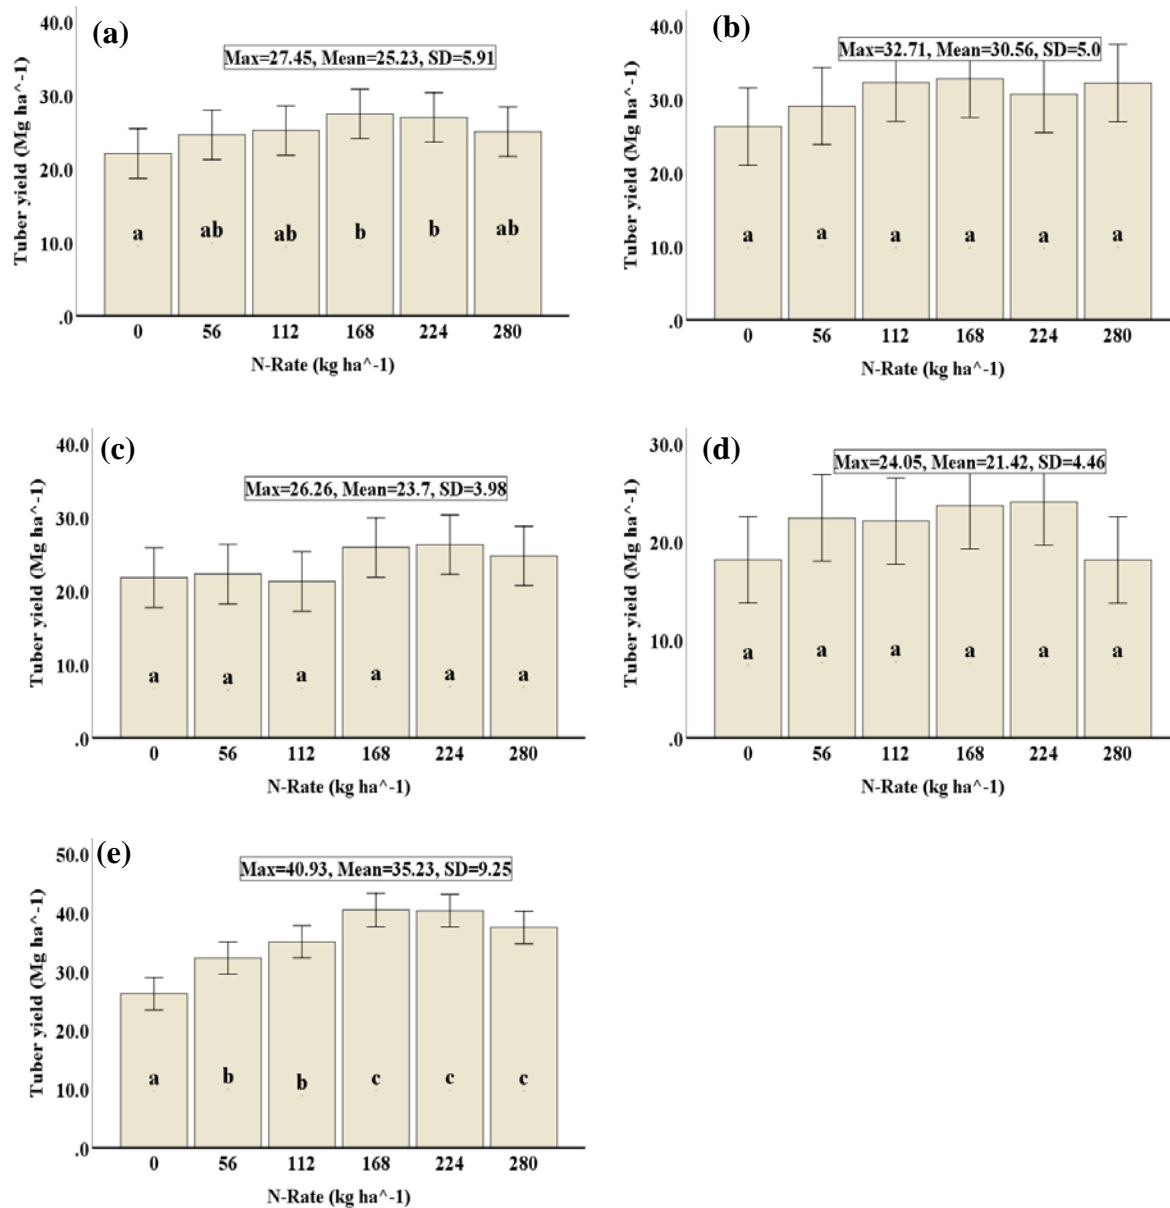 (a)
Max=27.45, Mean=25.23, SD=5.91
Tuber yield (Mg ha^-1)
40.0
30.0
20.0
10.0
.0
a ab ab b b ab
0 56 112 168 224 280
N-Rate (kg ha^-1)
(b)
Max=32.71, Mean=30.56, SD=5.0
Tuber yield (Mg ha^-1)
40.0
30.0
20.0
10.0
.0
a a a a a a
0 56 112 168 224 280
N-Rate (kg ha^-1)
(c)
Max=26.26, Mean=23.7, SD=3.98
Tuber yield (Mg ha^-1)
40.0
30.0
20.0
10.0
.0
a a a a a a
0 56 112 168 224 280
N-Rate (kg ha^-1)
(d)
Max=24.05, Mean=21.42, SD=4.46
Tuber yield (Mg ha^-1)
30.0
20.0
10.0
.0
a a a a a a
0 56 112 168 224 280
N-Rate (kg ha^-1)
(e)
Max=40.93, Mean=35.23, SD=9.25
Tuber yield (Mg ha^-1)
50.0
40.0
30.0
20.0
10.0
.0
a b b c c c
0 56 112 168 224 280
N-Rate (kg ha^-1)